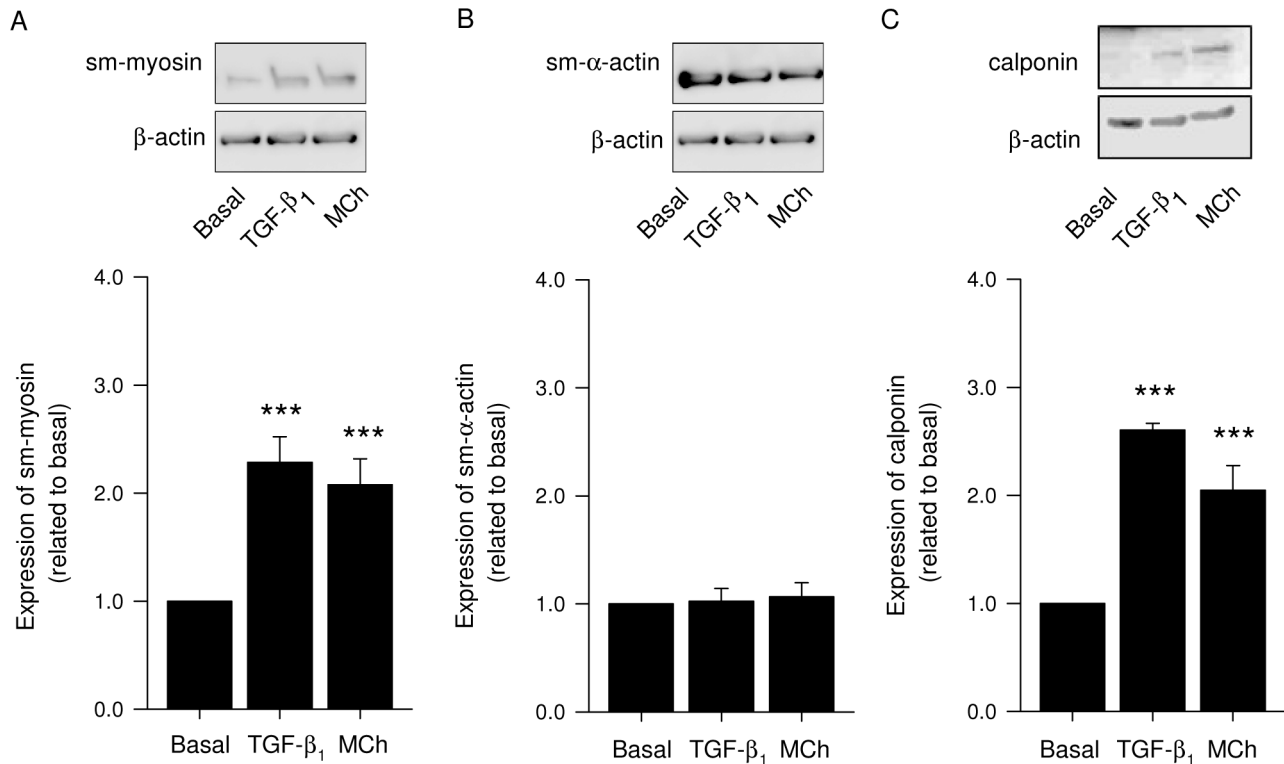 A
sm-myosin
β-actin
Basal
TGF-β1
MCh
4.0
3.0
2.0
1.0
0.0
Expression of sm-myosin
(related to basal)
***
***
Basal
TGF-β1
MCh
B
sm-α-actin
β-actin
Basal
TGF-β1
MCh
4.0
3.0
2.0
1.0
0.0
Expression of sm-α-actin
(related to basal)
Basal
TGF-β1
MCh
C
calponin
β-actin
Basal
TGF-β1
MCh
4.0
3.0
2.0
1.0
0.0
Expression of calponin
(related to basal)
***
***
Basal
TGF-β1
MCh